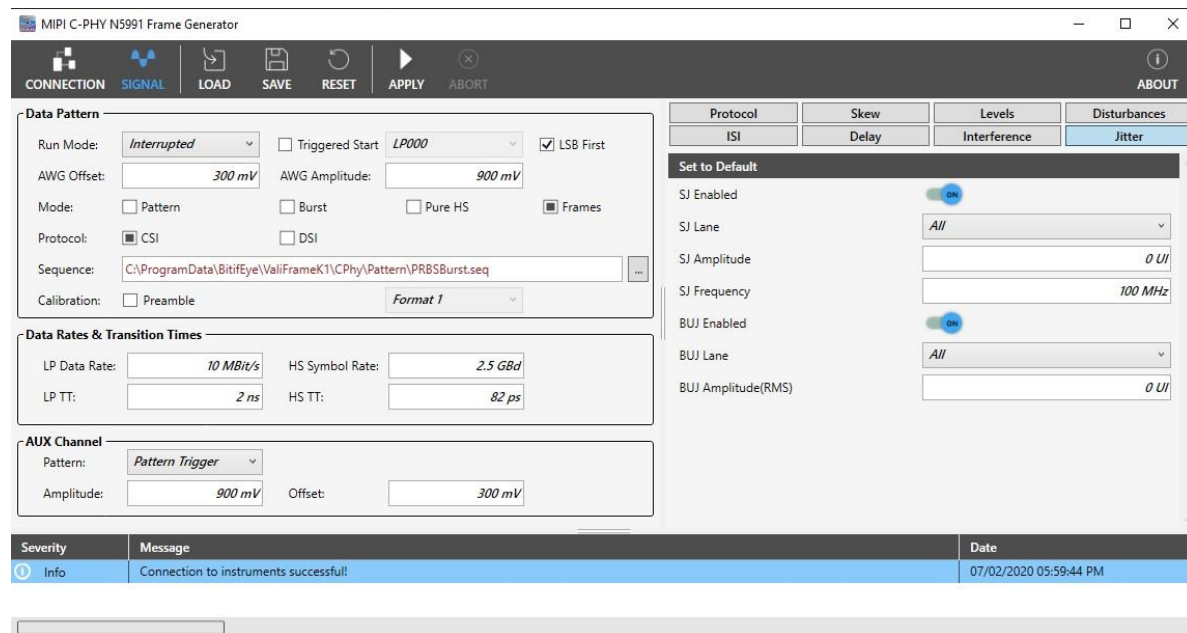 MIPI C-PHY N5991 Frame Generator
CONNECTION SIGNAL LOAD SAVE RESET APPLY ABORT ABOUT
Data Pattern
Run Mode: Interrupted Triggered Start LP000 LSB First
AWG Offset: 300 mV AWG Amplitude: 900 mV
Mode: Pattern Burst Pure HS Frames
Protocol: CSI DSI
Sequence: C:\ProgramData\BitifEye\ValiFrameK1\CPhy\Pattern\PRBSBurst.seq ...
Calibration: Preamble Format 1
Data Rates & Transition Times
LP Data Rate: 10 MBit/s HS Symbol Rate: 2.5 GBd
LP TT: 2 ns HS TT: 82 ps
AUX Channel
Pattern: Pattern Trigger
Amplitude: 900 mV Offset: 300 mV
Protocol Skew Levels Disturbances
ISI Delay Interference Jitter
Set to Default
SJ Enabled ON
SJ Lane All
SJ Amplitude 0 UI
SJ Frequency 100 MHz
BUJ Enabled ON
BUJ Lane All
BUJ Amplitude(RMS) 0 UI
Severity Message Date
Info Connection to instruments successful! 07/02/2020 05:59:44 PM